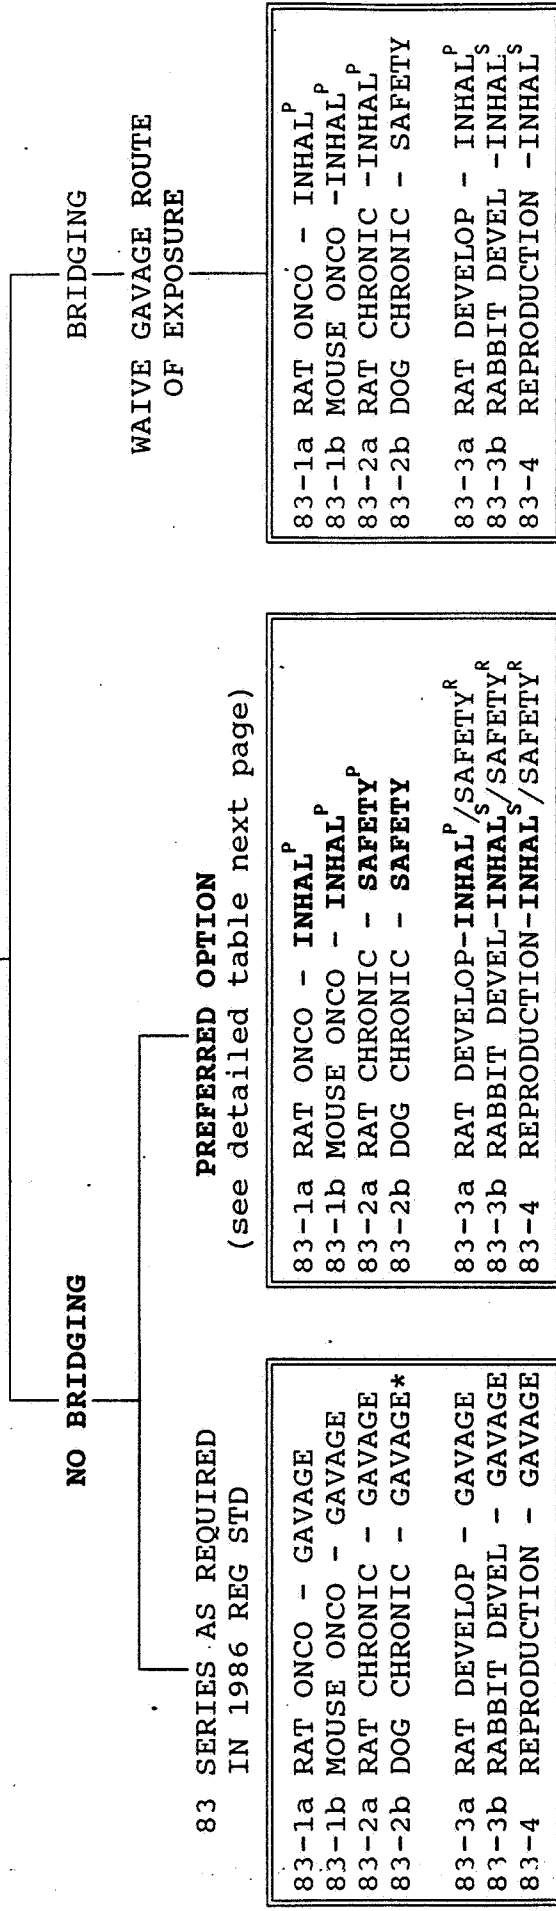 NO BRIDGING
83 SERIES AS REQUIRED
IN 1986 REG STD
83-1a RAT ONCO - GAVAGE
83-1b MOUSE ONCO - GAVAGE
83-2a RAT CHRONIC - GAVAGE
83-2b DOG CHRONIC - GAVAGE*
83-3a RAT DEVELOP - GAVAGE
83-3b RABBIT DEVEL - GAVAGE
83-4 REPRODUCTION - GAVAGE
PREFERRED OPTION
(see detailed table next page)
83-1a RAT ONCO - INHAL^P
83-1b MOUSE ONCO - INHAL^P
83-2a RAT CHRONIC - SAFETY^P
83-2b DOG CHRONIC - SAFETY
83-3a RAT DEVELOP-INHAL^P/SAFETY^R
83-3b RABBIT DEVEL-INHAL^S/SAFETY^R
83-4 REPRODUCTION-INHAL^S/SAFETY^R
BRIDGING
WAIVE GAVAGE ROUTE
OF EXPOSURE
83-1a RAT ONCO - INHAL^P
83-1b MOUSE ONCO -INHAL^P
83-2a RAT CHRONIC -INHAL^P
83-2b DOG CHRONIC - SAFETY
83-3a RAT DEVELOP - INHAL^P
83-3b RABBIT DEVEL -INHAL^S
83-4 REPRODUCTION -INHAL^S